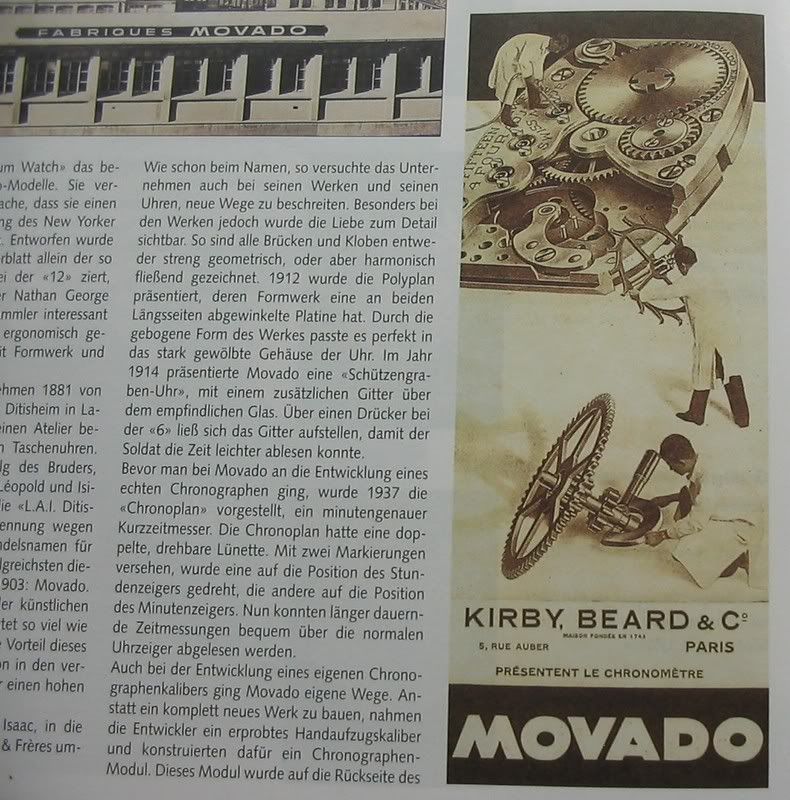 FABRIQUES MOVADO
um Watch» das be-
o-Modelle. Sie ver-
ache, dass sie einen
ng des New Yorker
t. Entworfen wurde
rblatt allein der so
ei der «12» ziert,
er Nathan George
mmler interessant
ergonomisch ge-
it Formwerk und
ehmen 1881 von
Ditisheim in La-
einen Atelier be-
n Taschenuhren.
lg des Bruders,
Léopold und Isi-
ie «L.A.I. Ditis-
ennung wegen
ndelsnamen für
lgreichsten die-
903: Movado.
er künstlichen
tet so viel wie
e Vorteil dieses
on in den ver-
r einen hohen
Isaac, in die
& Frères um-
Wie schon beim Namen, so versuchte das Unter-
nehmen auch bei seinen Werken und seinen
Uhren, neue Wege zu beschreiten. Besonders bei
den Werken jedoch wurde die Liebe zum Detail
sichtbar. So sind alle Brücken und Kloben entwe-
der streng geometrisch, oder aber harmonisch
fließend gezeichnet. 1912 wurde die Polyplan
präsentiert, deren Formwerk eine an beiden
Längsseiten abgewinkelte Platine hat. Durch die
gebogene Form des Werkes passte es perfekt in
das stark gewölbte Gehäuse der Uhr. Im Jahr
1914 präsentierte Movado eine «Schützengra-
ben-Uhr», mit einem zusätzlichen Gitter über
dem empfindlichen Glas. Über einen Drücker bei
der «6» ließ sich das Gitter aufstellen, damit der
Soldat die Zeit leichter ablesen konnte.
Bevor man bei Movado an die Entwicklung eines
echten Chronographen ging, wurde 1937 die
«Chronoplan» vorgestellt, ein minutengenauer
Kurzzeitmesser. Die Chronoplan hatte eine dop-
pelte, drehbare Lünette. Mit zwei Markierungen
versehen, wurde eine auf die Position des Stun-
denzeigers gedreht, die andere auf die Position
des Minutenzeigers. Nun konnten länger dauern-
de Zeitmessungen bequem über die normalen
Uhrzeiger abgelesen werden.
Auch bei der Entwicklung eines eigenen Chrono-
graphenkalibers ging Movado eigene Wege. An-
statt ein komplett neues Werk zu bauen, nahmen
die Entwickler ein erprobtes Handaufzugskaliber
und konstruierten dafür ein Chronographen-
Modul. Dieses Modul wurde auf die Rückseite des
FIFTEEN
SWISS
KIRBY, BEARD & Cº
MAISON FONDÉE EN 1743
5, RUE AUBER PARIS
PRÉSENTENT LE CHRONOMÈTRE
MOVADO